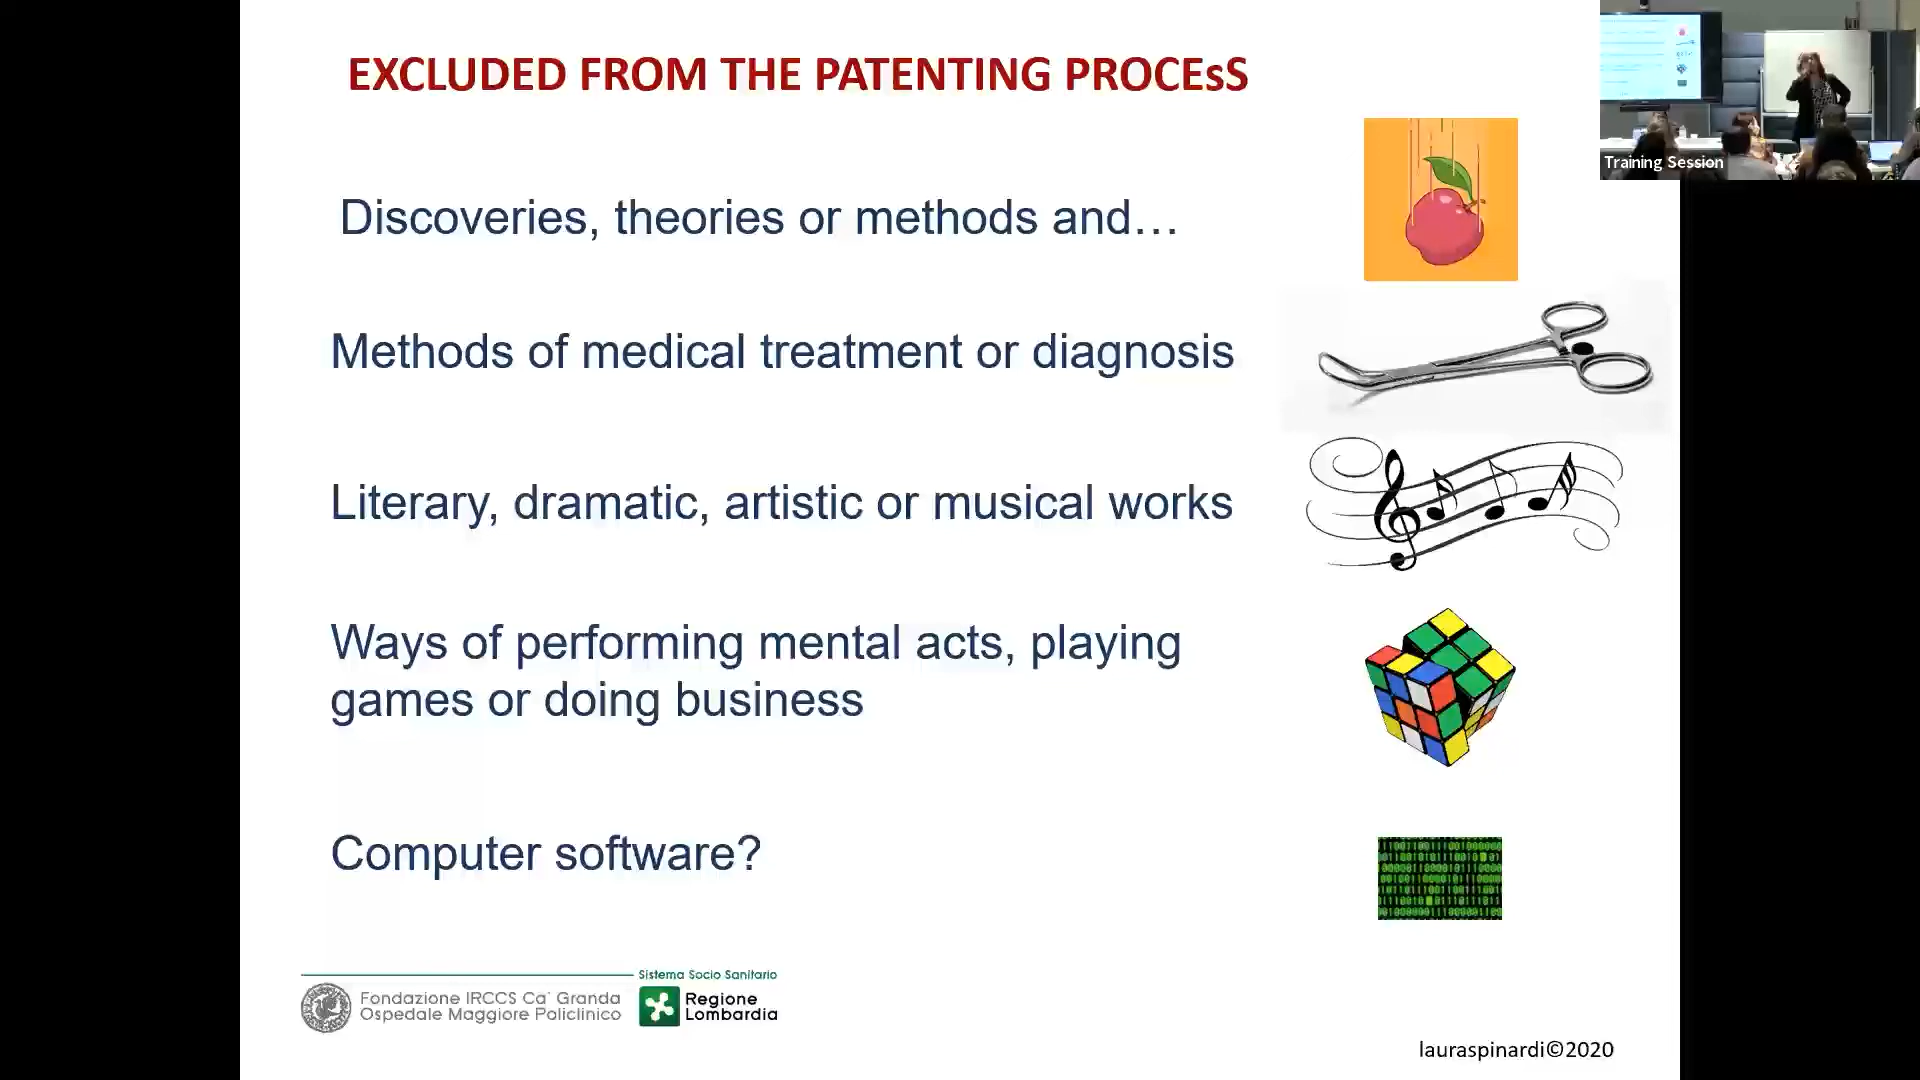 EXCLUDED FROM THE PATENTING PROCEsS
Training Session
Discoveries, theories or methods and…
Methods of medical treatment or diagnosis
Literary, dramatic, artistic or musical works
Ways of performing mental acts, playing
games or doing business
Computer software?
Sistema Socio Sanitario
Fondazione IRCCS Ca' Granda
Ospedale Maggiore Policlinico
Regione
Lombardia
lauraspinardi©2020